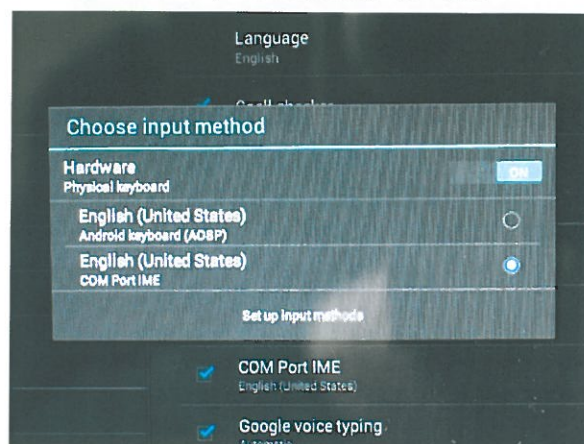 Language
English
Choose input method
Hardware
Physical keyboard
ON
English (United States)
Android keyboard (AOSP)
English (United States)
COM Port IME
Set up input methods
COM Port IME
English (United States)
Google voice typing
Automatic